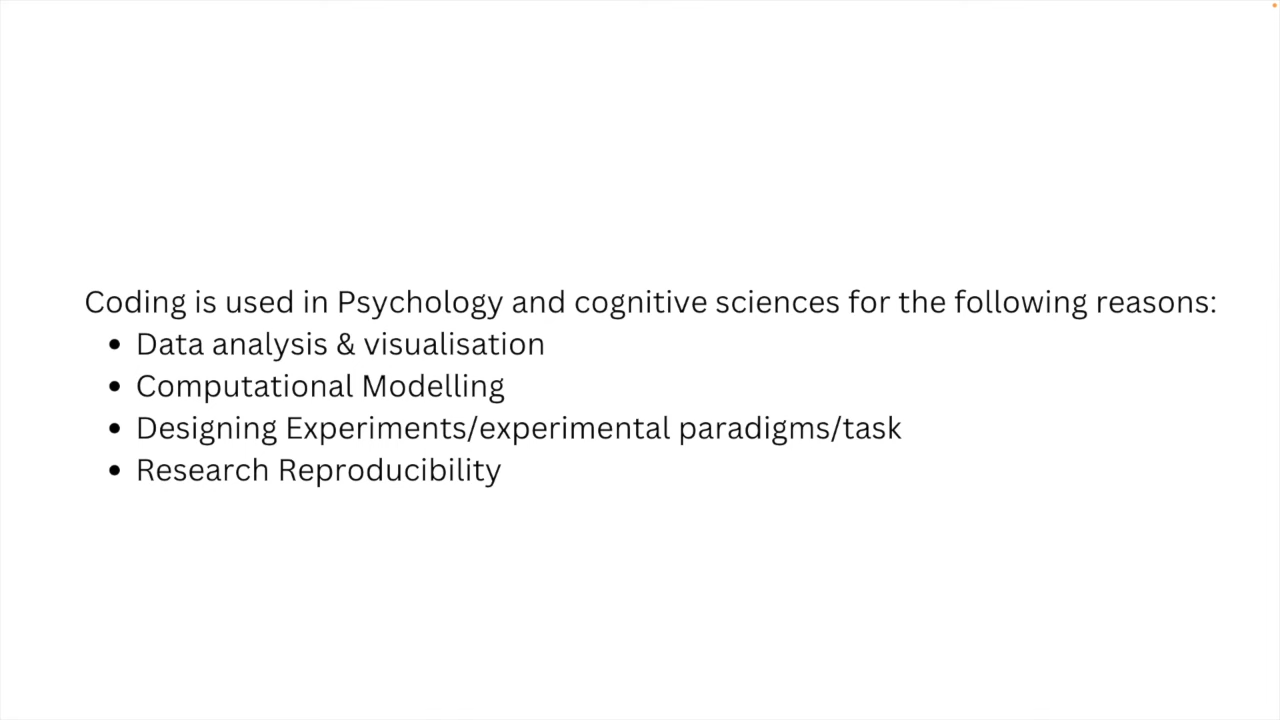 Coding is used in Psychology and cognitive sciences for the following reasons:
• Data analysis & visualisation
• Computational Modelling
• Designing Experiments/experimental paradigms/task
• Research Reproducibility